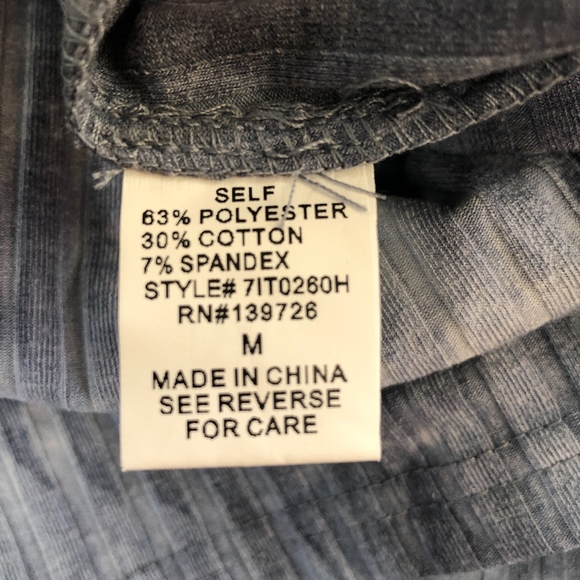 SELF
63% POLYESTER
30% COTTON
7% SPANDEX
STYLE# 7IT0260H
RN#139726
M
MADE IN CHINA
SEE REVERSE
FOR CARE